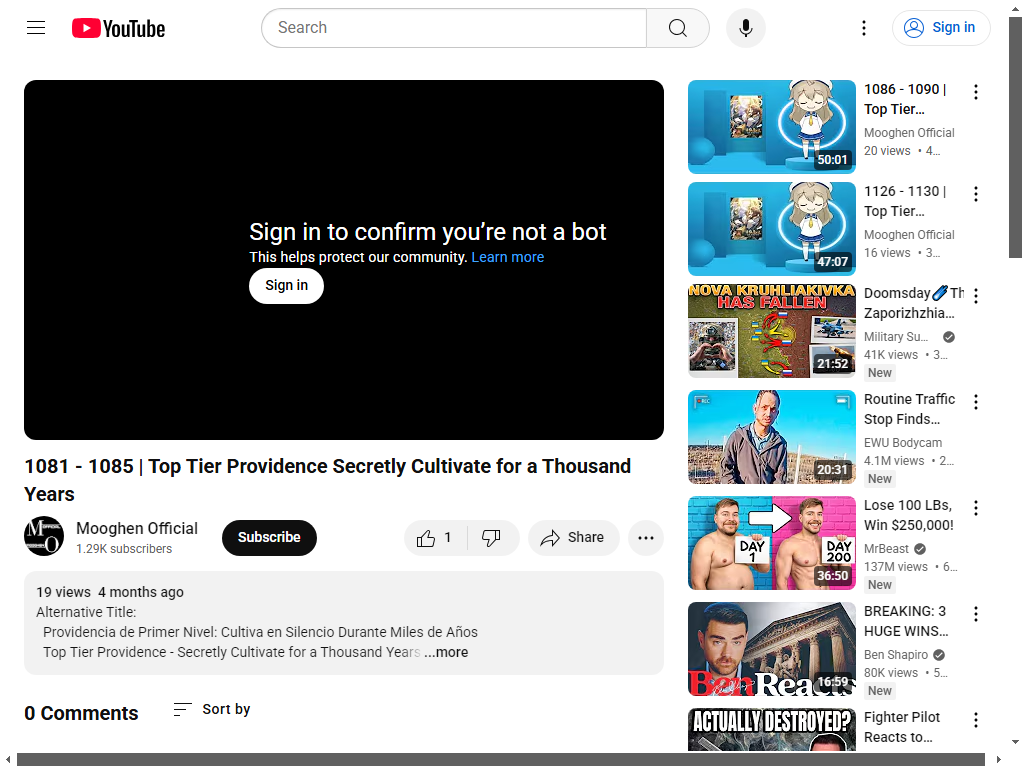 YouTube
Search
Sign in
Sign in to confirm you’re not a bot
This helps protect our community. Learn more
Sign in
1081 - 1085 | Top Tier Providence Secretly Cultivate for a Thousand
Years
Mooghen Official
1.29K subscribers
Subscribe
1
Share
19 views 4 months ago
Alternative Title:
Providencia de Primer Nivel: Cultiva en Silencio Durante Miles de Años
Top Tier Providence - Secretly Cultivate for a Thousand Years ...more
0 Comments
Sort by
50:01
1086 - 1090 |
Top Tier…
Mooghen Official
20 views • 4…
47:07
1126 - 1130 |
Top Tier…
Mooghen Official
16 views • 3…
NOVA KRUHLIAKIVKA
HAS FALLEN
21:52
Doomsday Th
Zaporizhzhia…
Military Su…
41K views • 3…
New
REC
20:31
Routine Traffic
Stop Finds…
EWU Bodycam
4.1M views • 2…
New
DAY
1
DAY
200
36:50
Lose 100 LBs,
Win $250,000!
MrBeast
137M views • 6…
New
Ben Reacts
16:59
BREAKING: 3
HUGE WINS…
Ben Shapiro
80K views • 5…
New
ACTUALLY DESTROYED?
Fighter Pilot
Reacts to…